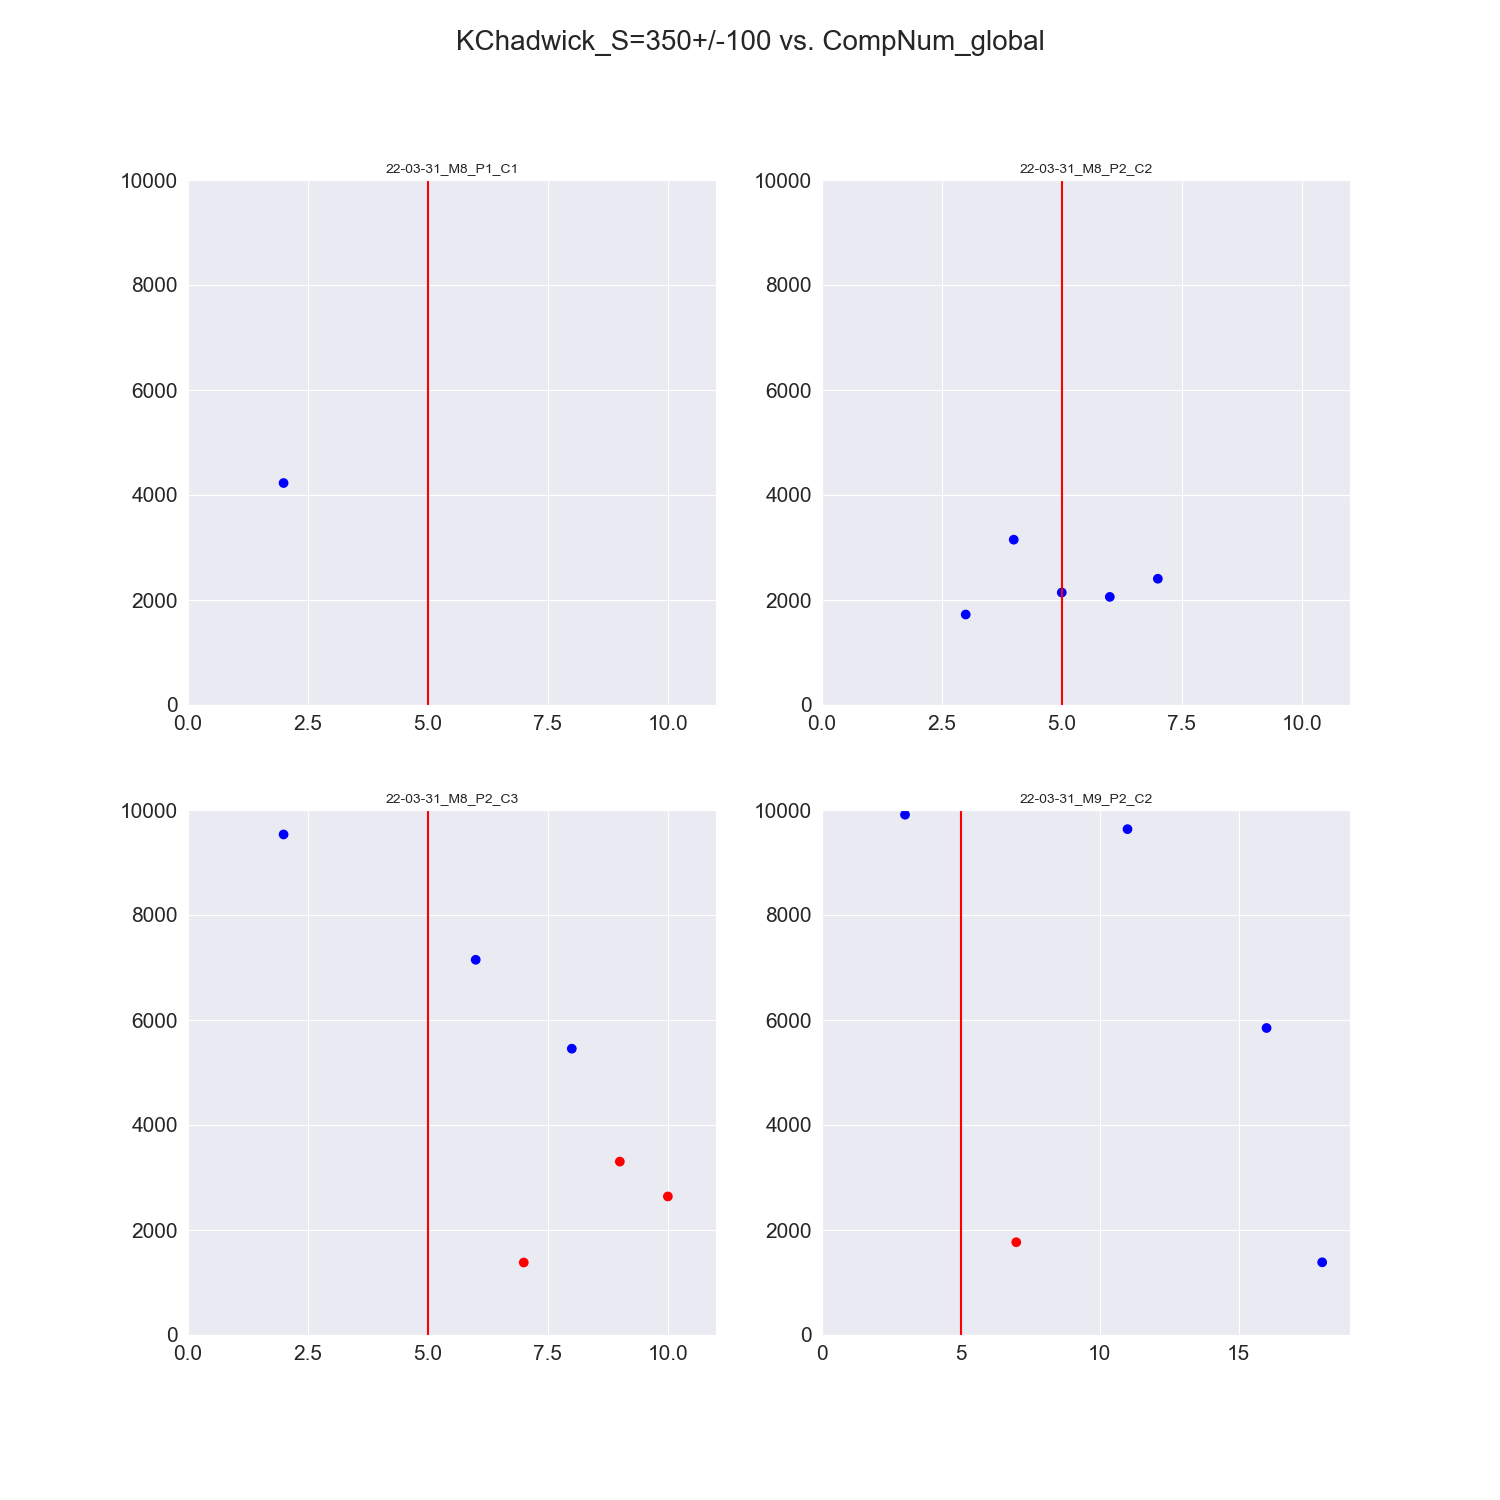 KChadwick_S=350+/-100 vs. CompNum_global
22-03-31_M8_P1_C1
10000
8000
6000
4000
2000
0
0.0 2.5 5.0 7.5 10.0
22-03-31_M8_P2_C2
10000
8000
6000
4000
2000
0
0.0 2.5 5.0 7.5 10.0
22-03-31_M8_P2_C3
10000
8000
6000
4000
2000
0
0.0 2.5 5.0 7.5 10.0
22-03-31_M9_P2_C2
10000
8000
6000
4000
2000
0
0 5 10 15